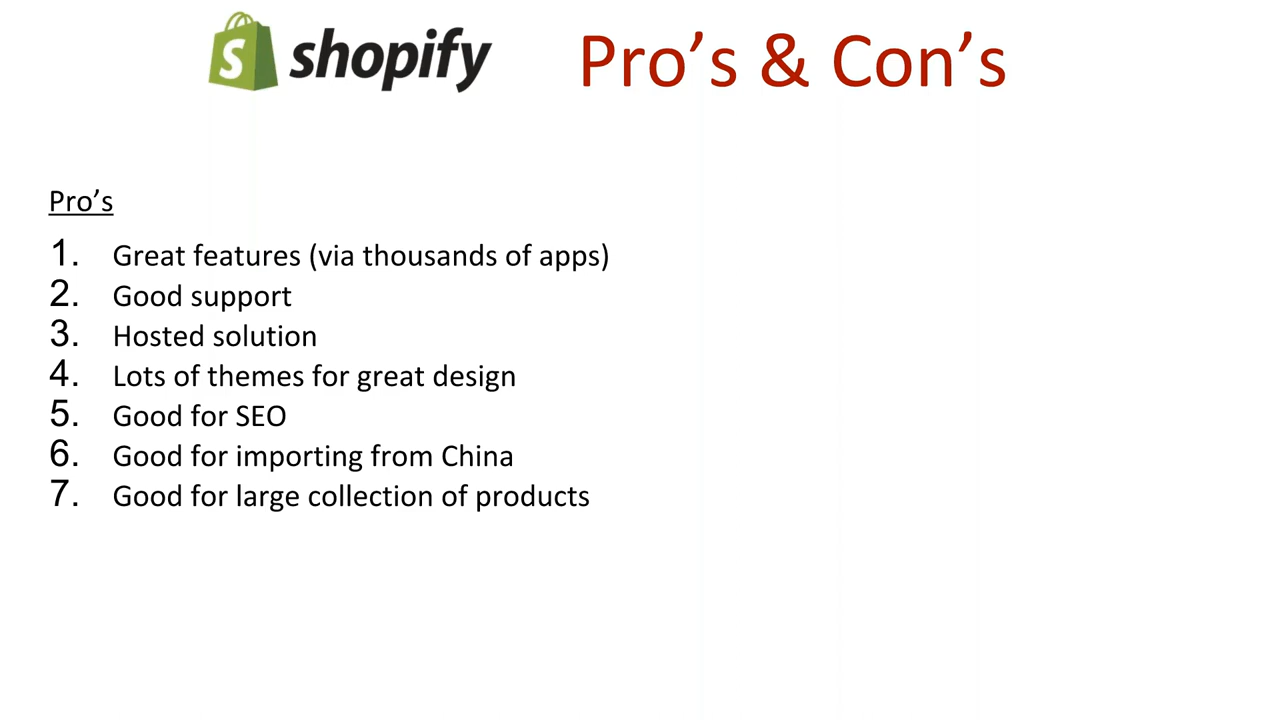 S shopify Pro’s & Con’s
Pro’s
1. Great features (via thousands of apps)
2. Good support
3. Hosted solution
4. Lots of themes for great design
5. Good for SEO
6. Good for importing from China
7. Good for large collection of products